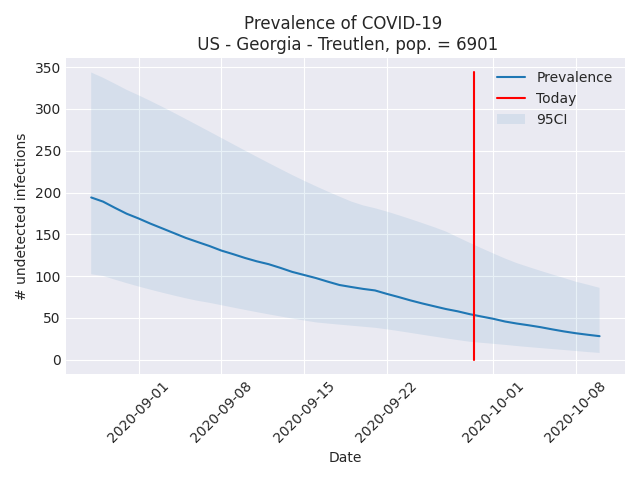 Prevalence of COVID-19
US - Georgia - Treutlen, pop. = 6901
# undetected infections
350
300
250
200
150
100
50
0
Prevalence
Today
95CI
2020-09-01
2020-09-08
2020-09-15
2020-09-22
2020-10-01
2020-10-08
Date